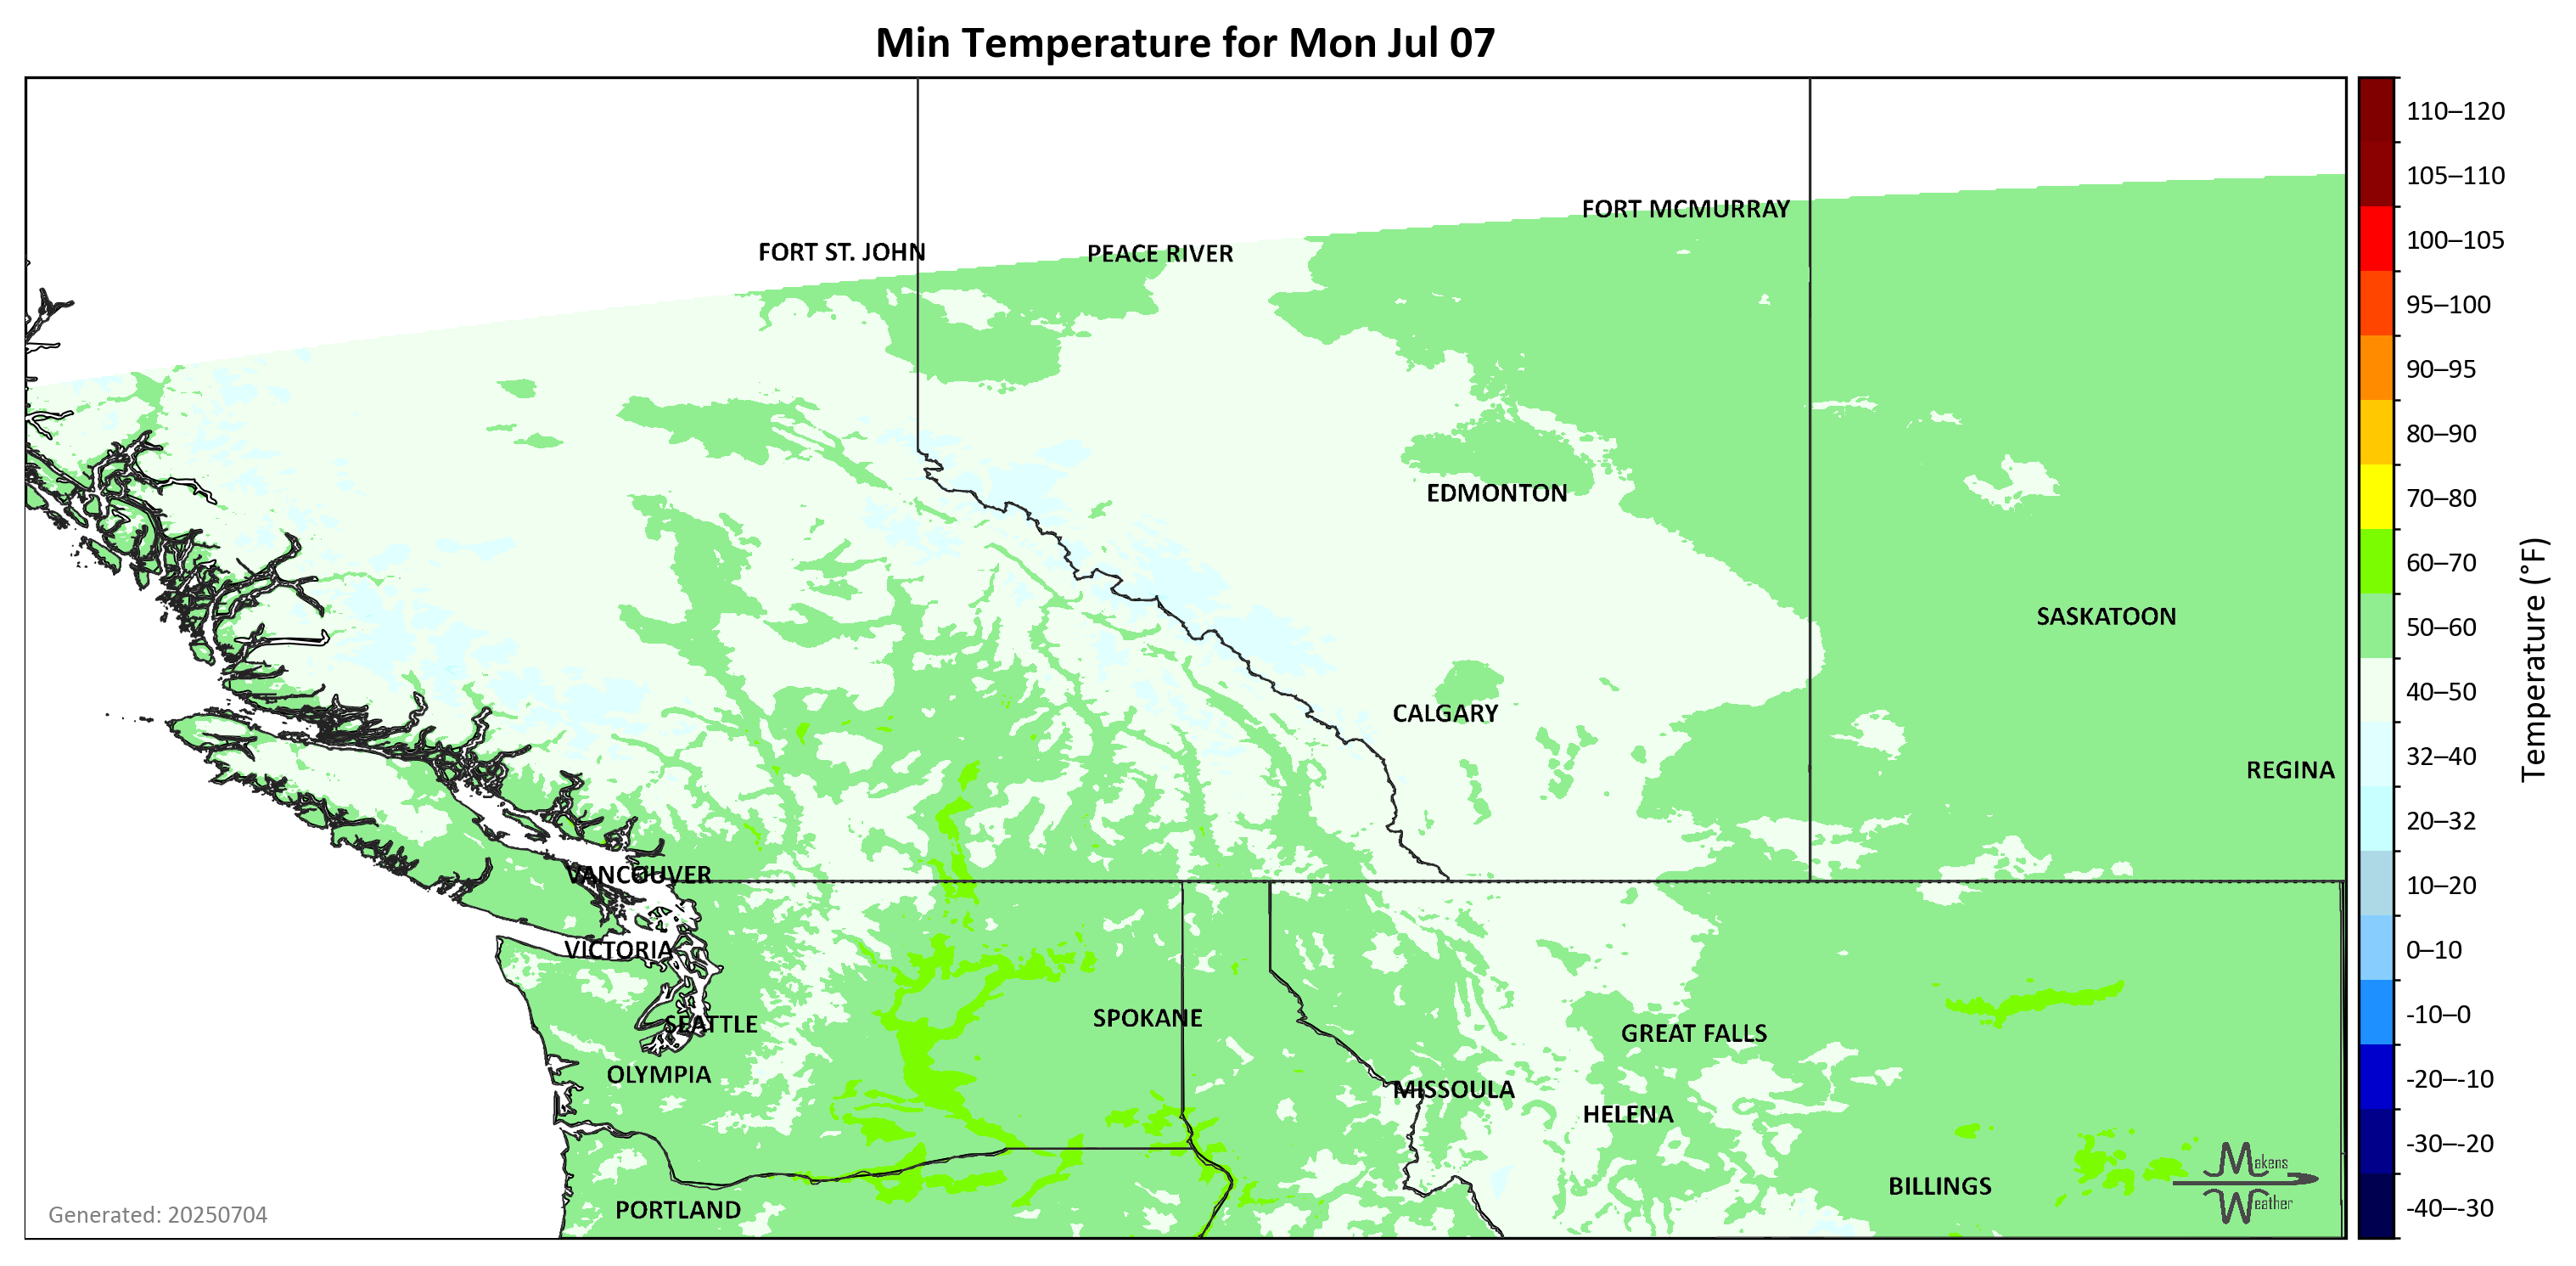 Min Temperature for Mon Jul 07
110–120
105–110
100–105
95–100
90–95
80–90
70–80
60–70
50–60
40–50
32–40
20–32
10–20
0–10
-10–0
-20–-10
-30–-20
-40–-30
Temperature (°F)
FORT MCMURRAY
FORT ST. JOHN
PEACE RIVER
EDMONTON
SASKATOON
CALGARY
REGINA
VANCOUVER
VICTORIA
SEATTLE
SPOKANE
GREAT FALLS
OLYMPIA
MISSOULA
HELENA
BILLINGS
PORTLAND
Makens
Weather
Generated: 20250704